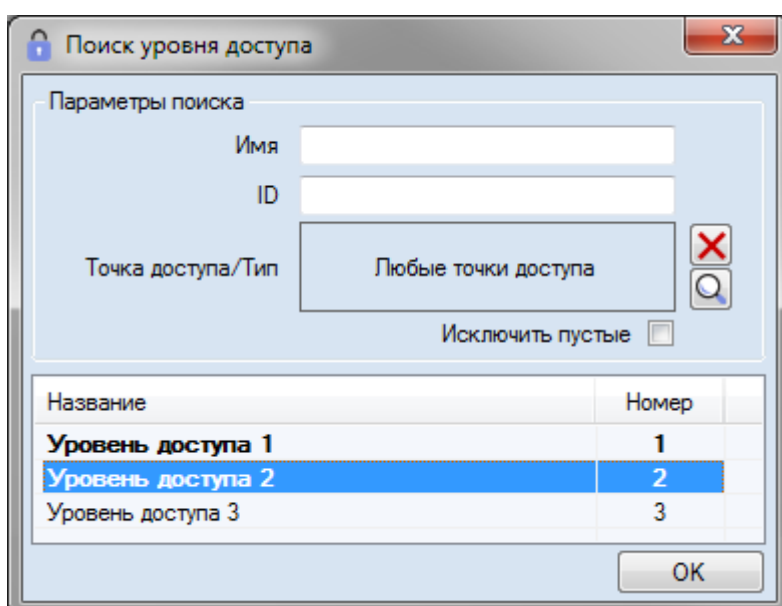 Поиск уровня доступа
Параметры поиска
Имя
ID
Точка доступа/Тип Любые точки доступа
Исключить пустые
Название Номер
Уровень доступа 1 1
Уровень доступа 2 2
Уровень доступа 3 3
OK